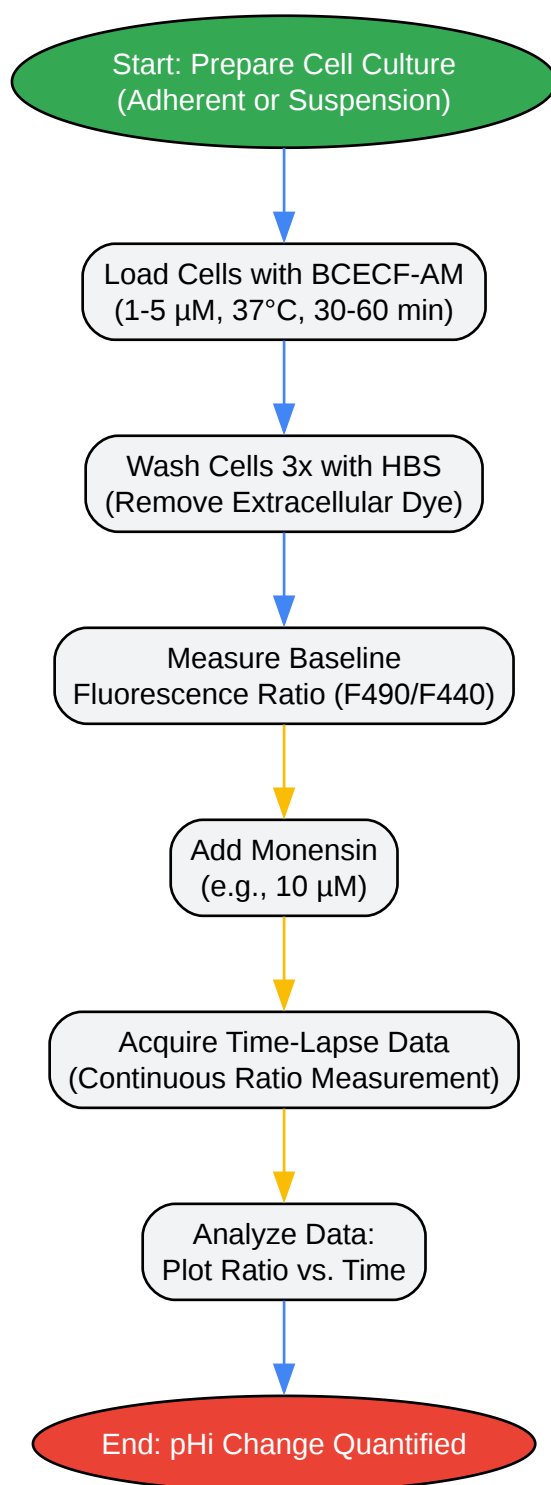 Start: Prepare Cell Culture
(Adherent or Suspension)
Load Cells with BCECF-AM
(1-5 µM, 37°C, 30-60 min)
Wash Cells 3x with HBS
(Remove Extracellular Dye)
Measure Baseline
Fluorescence Ratio (F490/F440)
Add Monensin
(e.g., 10 µM)
Acquire Time-Lapse Data
(Continuous Ratio Measurement)
Analyze Data:
Plot Ratio vs. Time
End: pHi Change Quantified